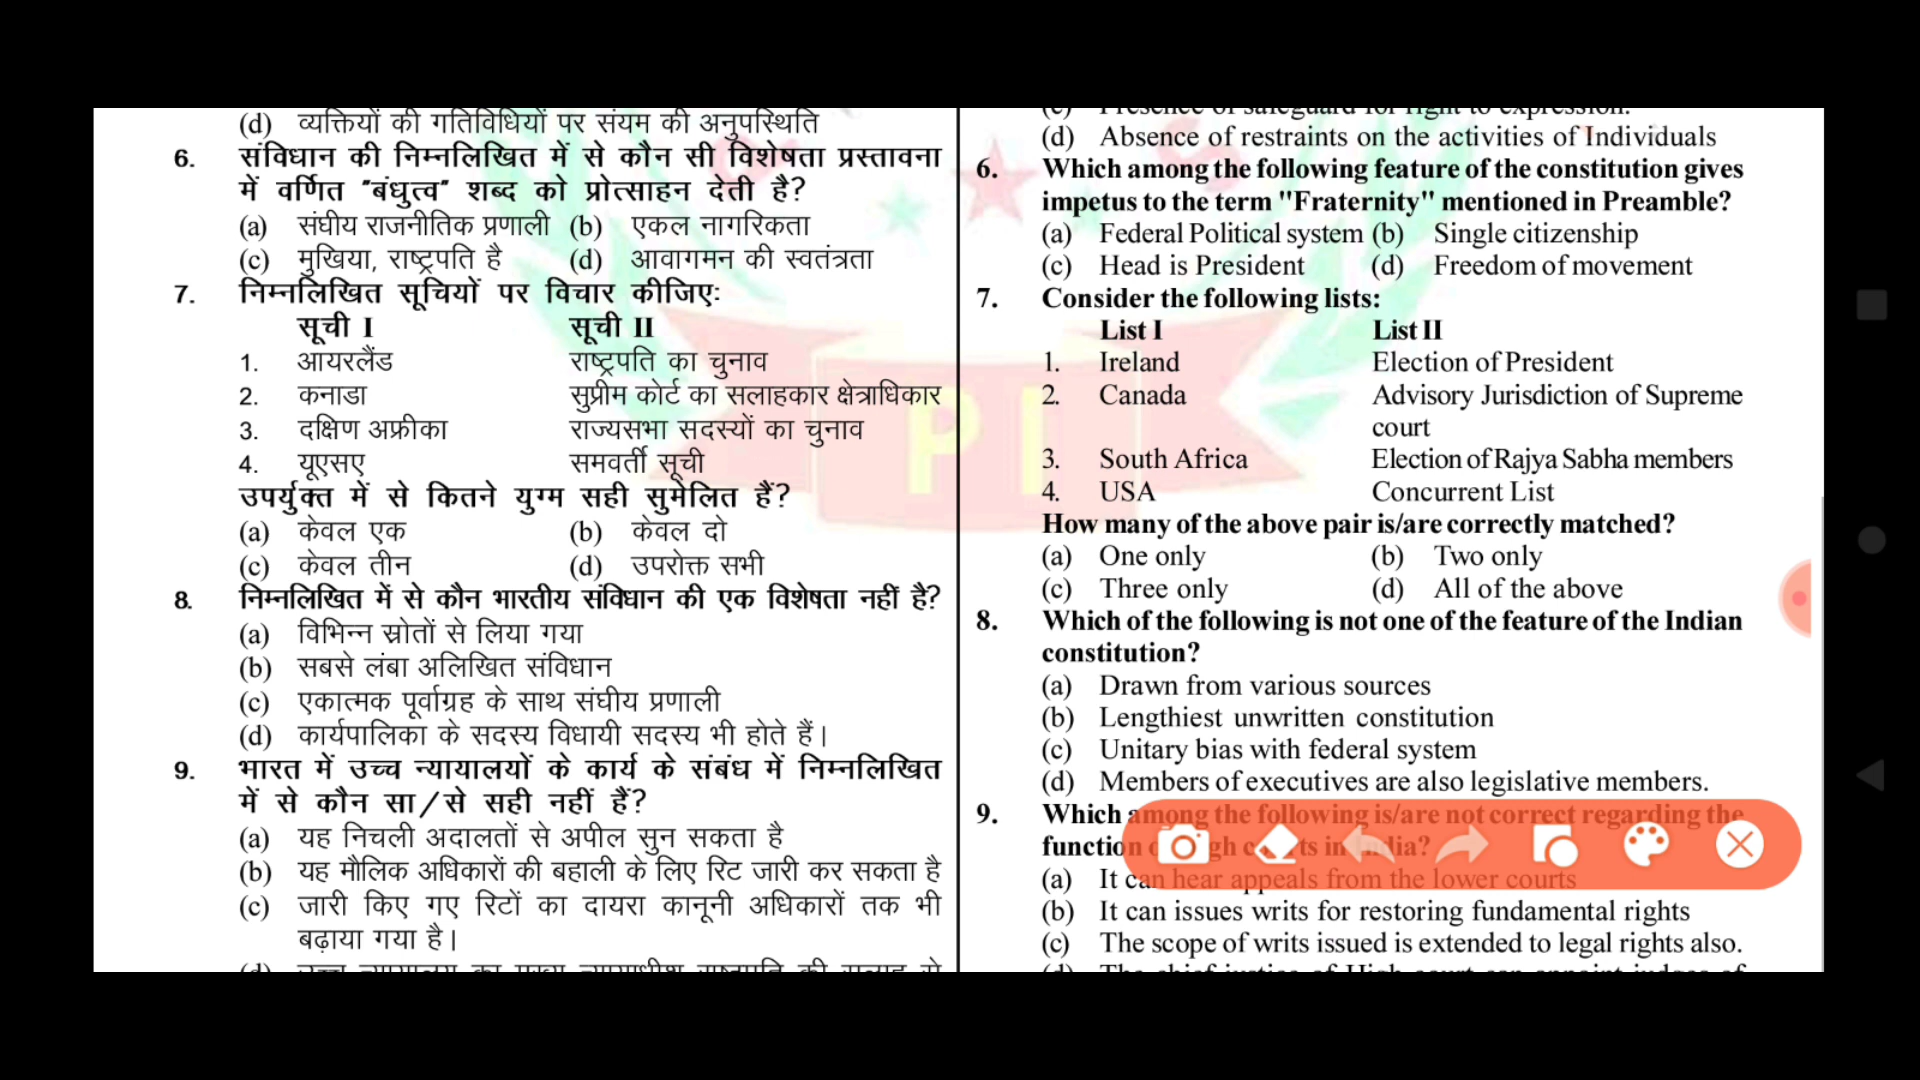 (d) व्यक्तियों की गतिविधियों पर संयम की अनुपस्थिति
6. संविधान की निम्नलिखित में से कौन सी विशेषता प्रस्तावना
में वर्णित "बंधुत्व" शब्द को प्रोत्साहन देती है?
(a) संघीय राजनीतिक प्रणाली (b) एकल नागरिकता
(c) मुखिया, राष्ट्रपति है (d) आवागमन की स्वतंत्रता
7. निम्नलिखित सूचियों पर विचार कीजिए:
सूची I सूची II
1. आयरलैंड राष्ट्रपति का चुनाव
2. कनाडा सुप्रीम कोर्ट का सलाहकार क्षेत्राधिकार
3. दक्षिण अफ्रीका राज्यसभा सदस्यों का चुनाव
4. यूएसए समवर्ती सूची
उपर्युक्त में से कितने युग्म सही सुमेलित हैं?
(a) केवल एक (b) केवल दो
(c) केवल तीन (d) उपरोक्त सभी
8. निम्नलिखित में से कौन भारतीय संविधान की एक विशेषता नहीं है?
(a) विभिन्न स्रोतों से लिया गया
(b) सबसे लंबा अलिखित संविधान
(c) एकात्मक पूर्वाग्रह के साथ संघीय प्रणाली
(d) कार्यपालिका के सदस्य विधायी सदस्य भी होते हैं।
9. भारत में उच्च न्यायालयों के कार्य के संबंध में निम्नलिखित
में से कौन सा/से सही नहीं हैं?
(a) यह निचली अदालतों से अपील सुन सकता है
(b) यह मौलिक अधिकारों की बहाली के लिए रिट जारी कर सकता है
(c) जारी किए गए रिटों का दायरा कानूनी अधिकारों तक भी
बढ़ाया गया है।
(c) Presence of safeguard for right to expression.
(d) Absence of restraints on the activities of Individuals
6. Which among the following feature of the constitution gives
impetus to the term "Fraternity" mentioned in Preamble?
(a) Federal Political system (b) Single citizenship
(c) Head is President (d) Freedom of movement
7. Consider the following lists:
List I List II
1. Ireland Election of President
2. Canada Advisory Jurisdiction of Supreme
court
3. South Africa Election of Rajya Sabha members
4. USA Concurrent List
How many of the above pair is/are correctly matched?
(a) One only (b) Two only
(c) Three only (d) All of the above
8. Which of the following is not one of the feature of the Indian
constitution?
(a) Drawn from various sources
(b) Lengthiest unwritten constitution
(c) Unitary bias with federal system
(d) Members of executives are also legislative members.
9. Which among the following is/are not correct regarding the
function India?
(a) It can hear appeals from the lower courts
(b) It can issues writs for restoring fundamental rights
(c) The scope of writs issued is extended to legal rights also.
PI